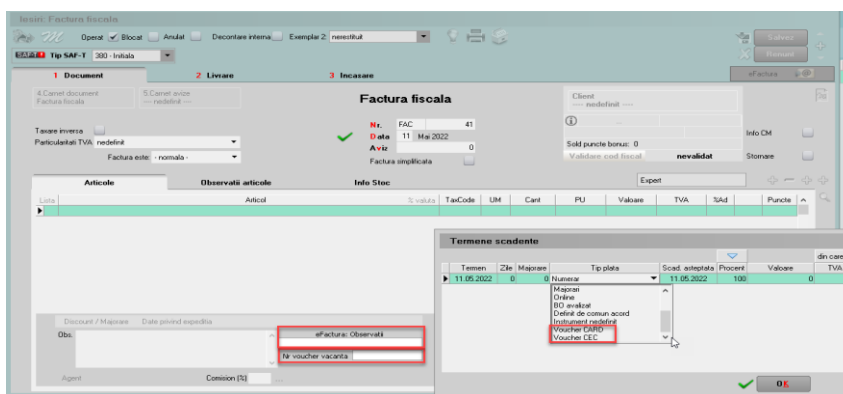 Iesiri: Factura fiscala
Operat Blocat Anulat Decontare interna Exemplar 2: nerestituit Salvez
SAF-T Tip SAF-T 380 - Initiala Renunt
1 Document 2 Livrare 3 Incasare eFactura
4.Carnet document 5.Carnet avize
Factura fiscala --- nedefinit ---
Factura fiscala
Client
--- nedefinit ---
Nr. FAC 41
Data 11 Mai 2022
Aviz 0
Factura simplificata
Taxare inversa
Particularitati TVA nedefinit
Factura este: - normala -
Sold puncte bonus: 0
Validare cod fiscal nevalidat
Info CM
Stornare
Articole Observatii articole Info Stoc Expert
Lista Articol % valuta TaxCode UM Cant PU Valoare TVA %Ad Puncte
Termene scadente
din care
Termen Zile Majorare Tip plata Scad. asteptata Procent Valoare TVA
11.05.2022 0 0 Numerar 11.05.2022 100 0
Majorari
Online
BO avalizat
Definit de comun acord
Instrument nedefinit
Voucher CARD
Voucher CEC
Discount / Majorare Date privind expeditia
Obs. eFactura: Observatii
Nr voucher vacanta
Agent Comision (%) ...
OK